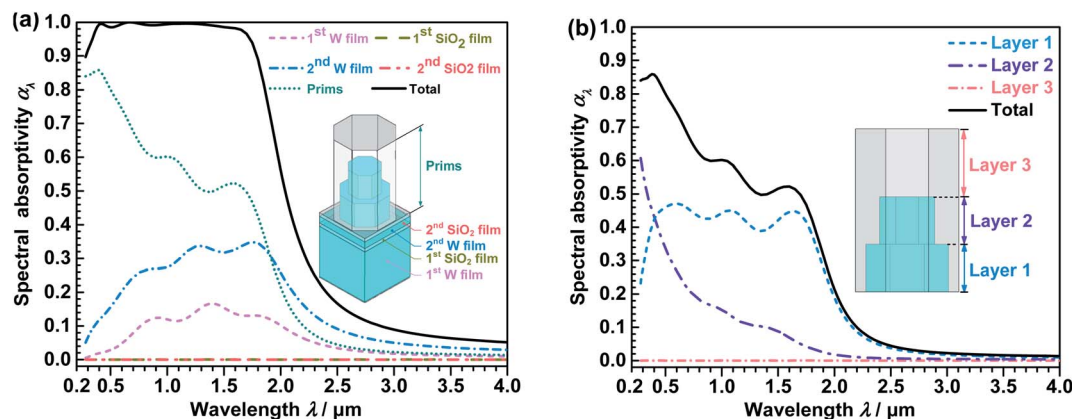 (a)
Spectral absorptivity αλ
1.0
0.9
0.8
0.7
0.6
0.5
0.4
0.3
0.2
0.1
0.0
1st W film
1st SiO2 film
2nd W film
2nd SiO2 film
Prims
Total
Prims
2nd SiO2 film
2nd W film
1st SiO2 film
1st W film
0.2 0.5 1.0 1.5 2.0 2.5 3.0 3.5 4.0
Wavelength λ / μm
(b)
Spectral absorptivity αλ
1.0
0.9
0.8
0.7
0.6
0.5
0.4
0.3
0.2
0.1
0.0
Layer 1
Layer 2
Layer 3
Total
Layer 3
Layer 2
Layer 1
0.2 0.5 1.0 1.5 2.0 2.5 3.0 3.5 4.0
Wavelength λ / μm